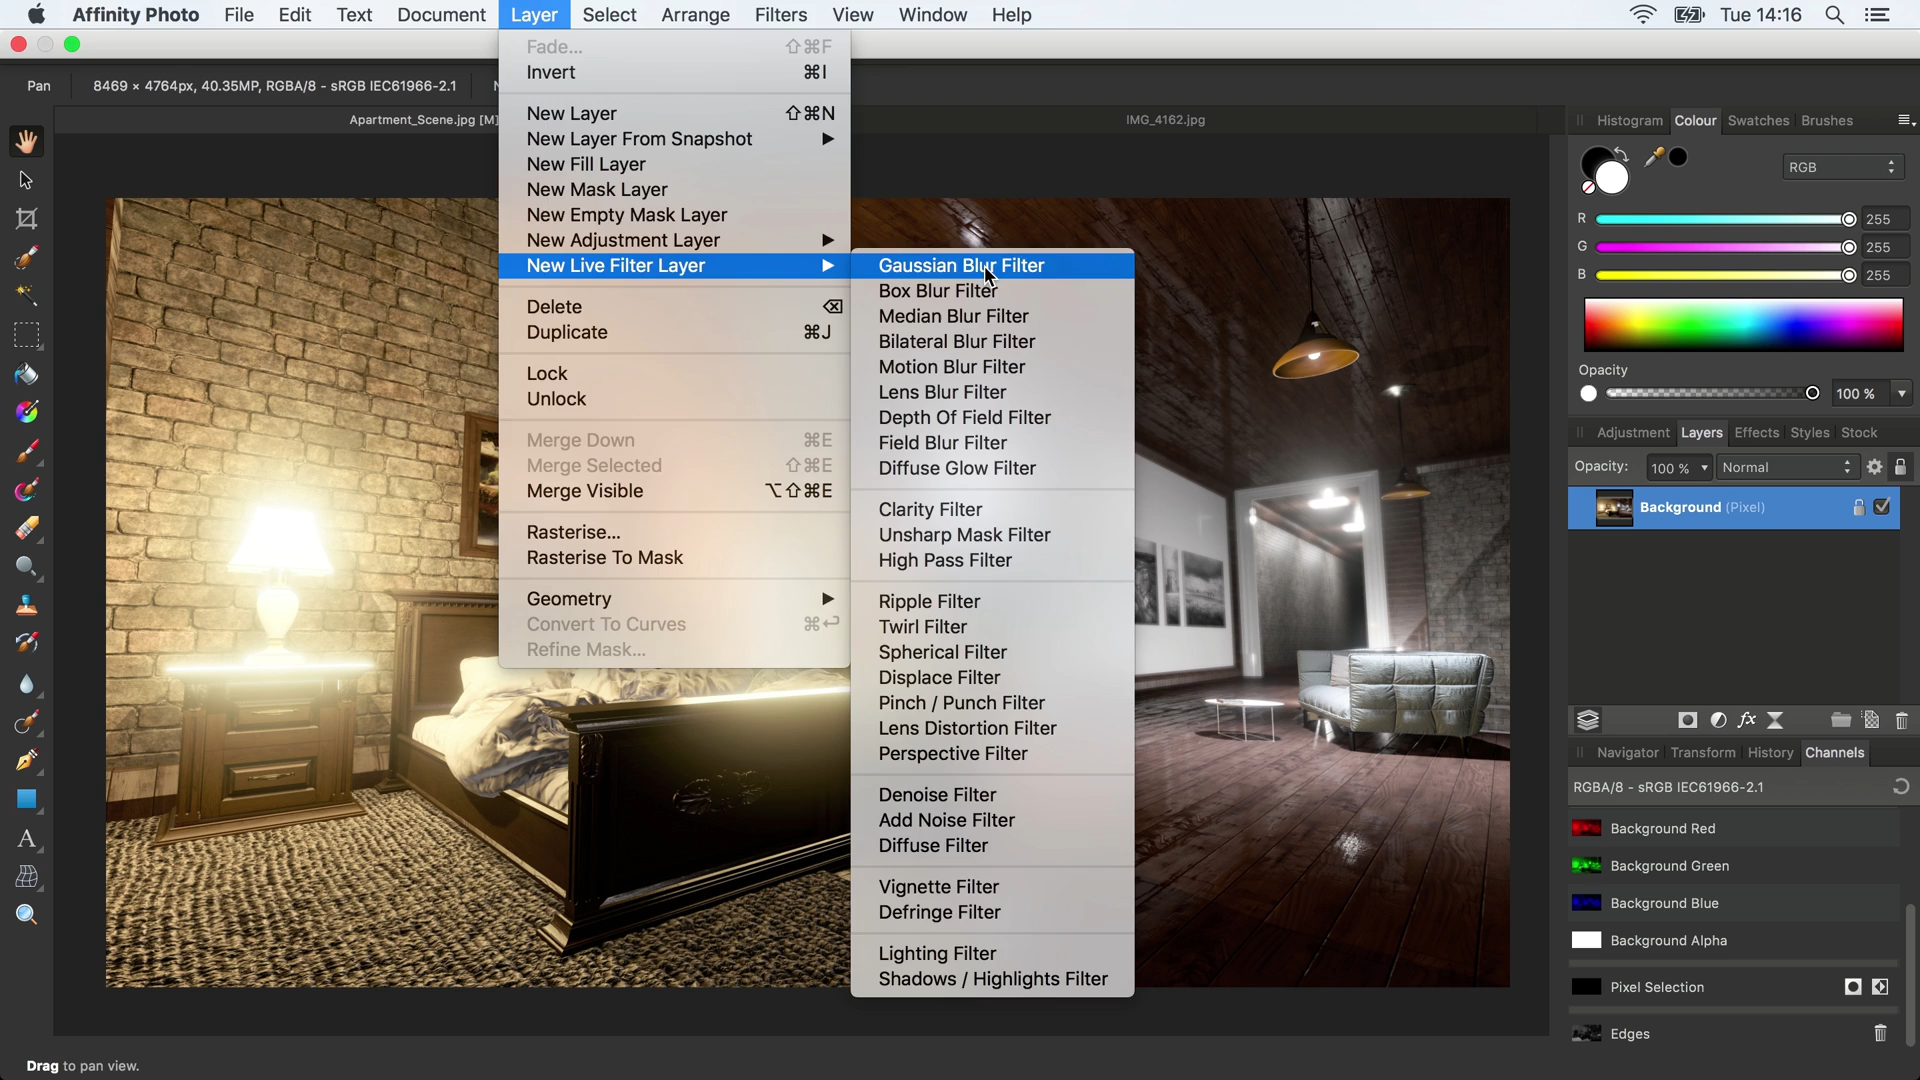 Affinity Photo File Edit Text Document Layer Select Arrange Filters View Window Help Tue 14:16
Pan 8469 × 4764px, 40.35MP, RGBA/8 - sRGB IEC61966-2.1
Apartment_Scene.jpg [M] IMG_4162.jpg
Fade... ⇧⌘F
Invert ⌘I
New Layer ⇧⌘N
New Layer From Snapshot
New Fill Layer
New Mask Layer
New Empty Mask Layer
New Adjustment Layer
New Live Filter Layer
Delete
Duplicate ⌘J
Lock
Unlock
Merge Down ⌘E
Merge Selected ⇧⌘E
Merge Visible ⌥⇧⌘E
Rasterise...
Rasterise To Mask
Geometry
Convert To Curves ⌘↩
Refine Mask...
Gaussian Blur Filter
Box Blur Filter
Median Blur Filter
Bilateral Blur Filter
Motion Blur Filter
Lens Blur Filter
Depth Of Field Filter
Field Blur Filter
Diffuse Glow Filter
Clarity Filter
Unsharp Mask Filter
High Pass Filter
Ripple Filter
Twirl Filter
Spherical Filter
Displace Filter
Pinch / Punch Filter
Lens Distortion Filter
Perspective Filter
Denoise Filter
Add Noise Filter
Diffuse Filter
Vignette Filter
Defringe Filter
Lighting Filter
Shadows / Highlights Filter
Histogram Colour Swatches Brushes
RGB
R 255
G 255
B 255
Opacity
100 %
Adjustment Layers Effects Styles Stock
Opacity: 100 % Normal
Background (Pixel)
fx
Navigator Transform History Channels
RGBA/8 - sRGB IEC61966-2.1
Background Red
Background Green
Background Blue
Background Alpha
Pixel Selection
Edges
Drag to pan view.